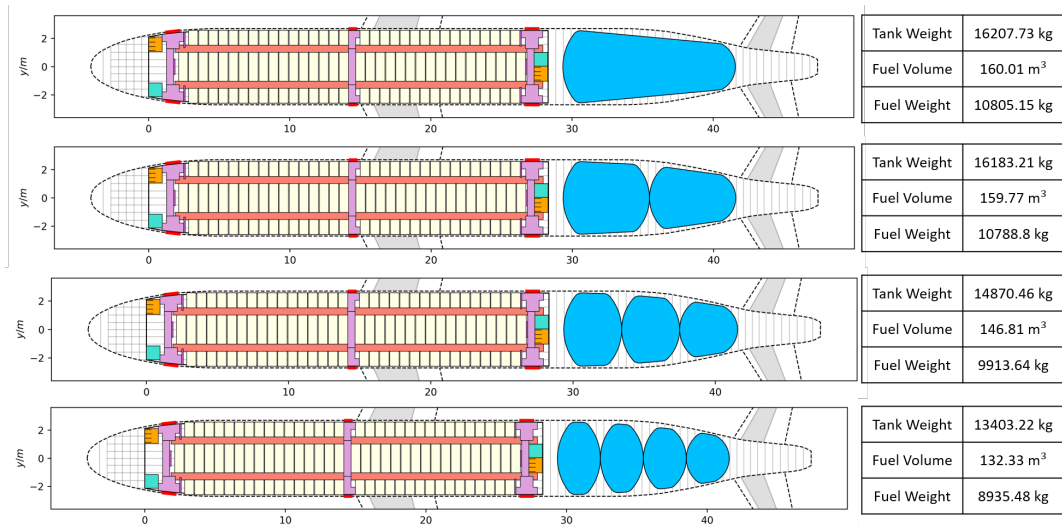 y/m
2
0
−2
0
10
20
30
40
Tank Weight 16207.73 kg
Fuel Volume 160.01 m³
Fuel Weight 10805.15 kg
y/m
2
0
−2
0
10
20
30
40
Tank Weight 16183.21 kg
Fuel Volume 159.77 m³
Fuel Weight 10788.8 kg
y/m
2
0
−2
0
10
20
30
40
Tank Weight 14870.46 kg
Fuel Volume 146.81 m³
Fuel Weight 9913.64 kg
y/m
2
0
−2
0
10
20
30
40
Tank Weight 13403.22 kg
Fuel Volume 132.33 m³
Fuel Weight 8935.48 kg